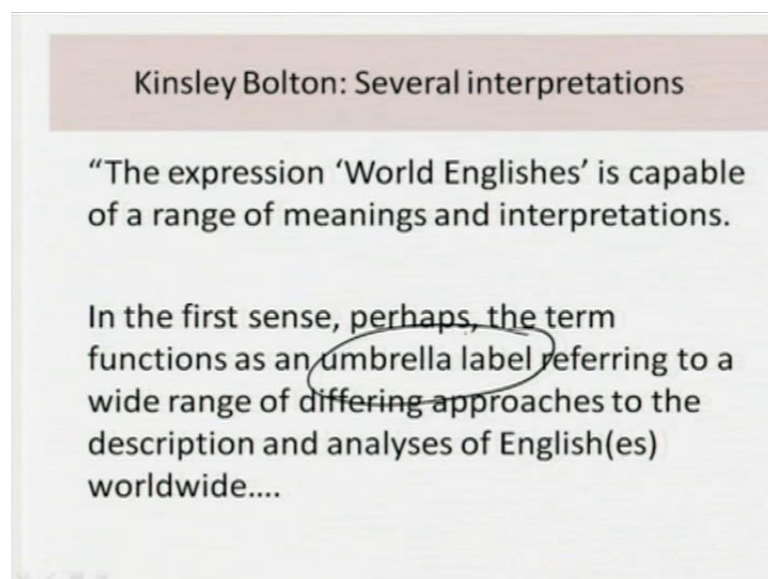 Kinsley Bolton: Several interpretations
“The expression ‘World Englishes’ is capable
of a range of meanings and interpretations.
In the first sense, perhaps, the term
functions as an umbrella label referring to a
wide range of differing approaches to the
description and analyses of English(es)
worldwide....